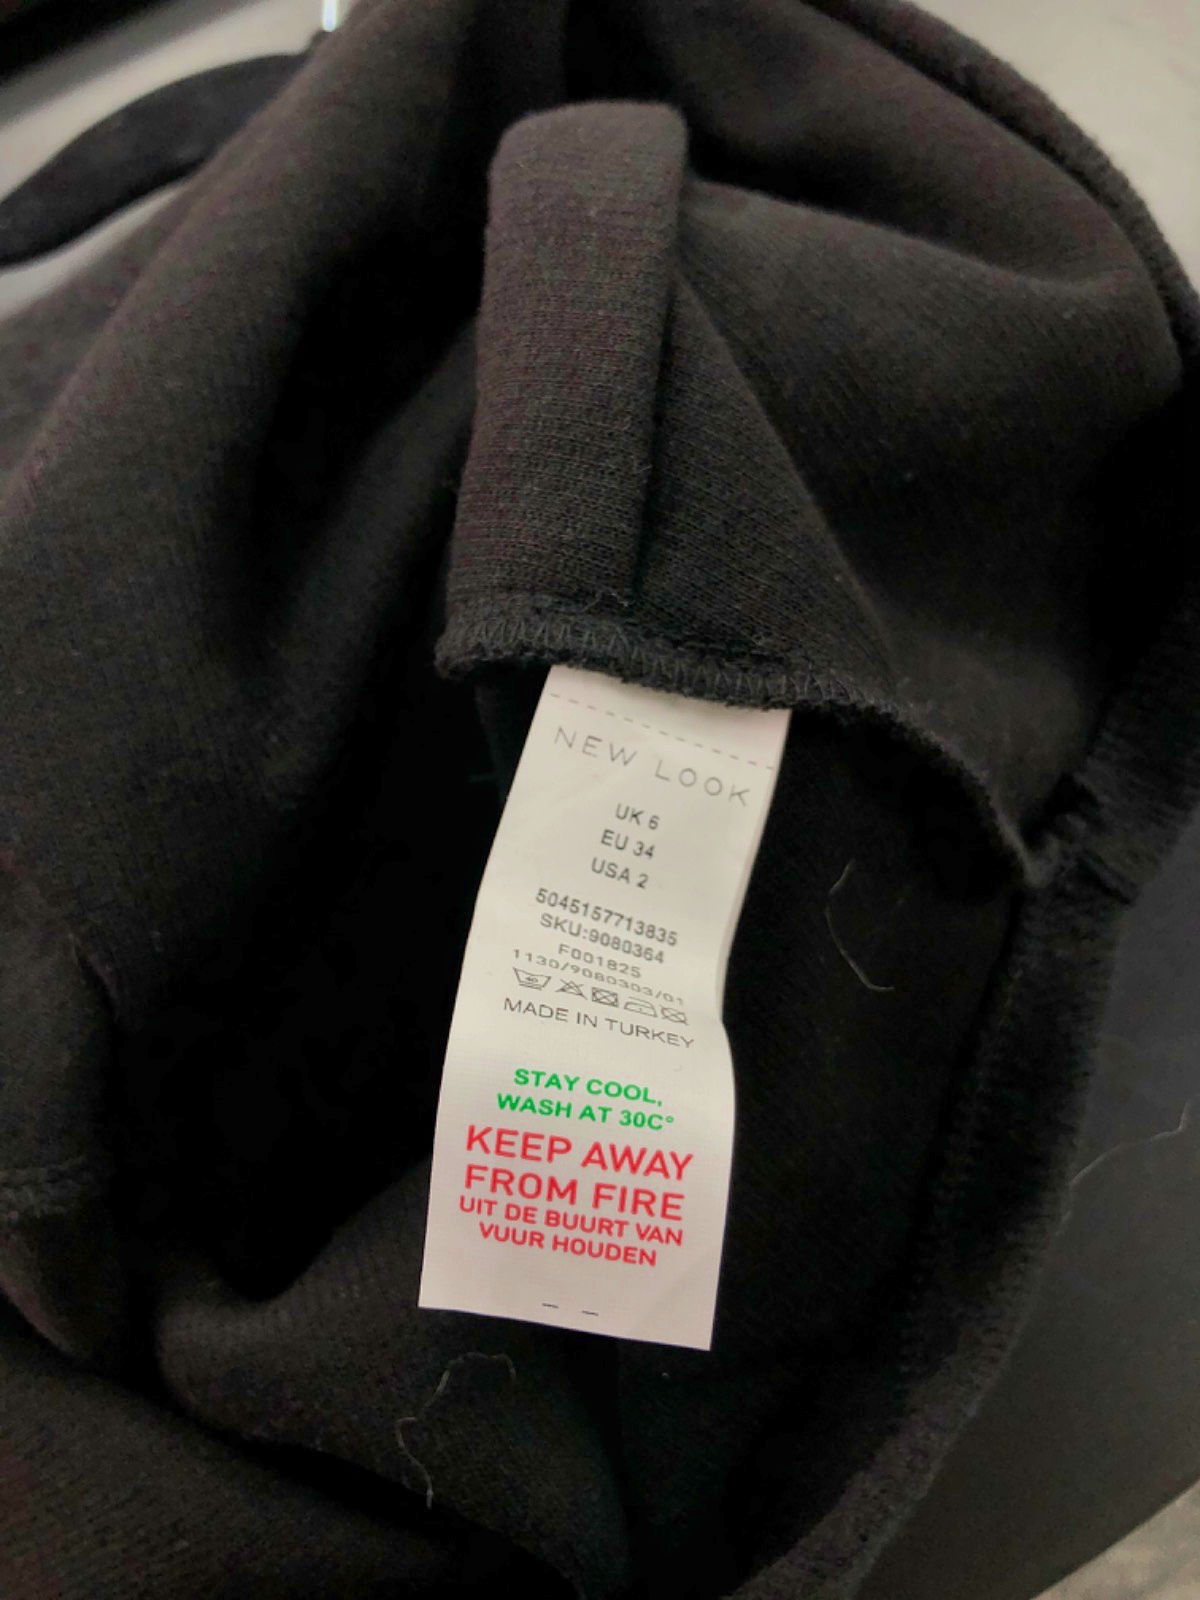 NEW LOOK
UK 6
EU 34
USA 2
5045157713835
SKU:9080364
F001825
1130/9080303/01
40
MADE IN TURKEY
STAY COOL,
WASH AT 30C°
KEEP AWAY
FROM FIRE
UIT DE BUURT VAN
VUUR HOUDEN